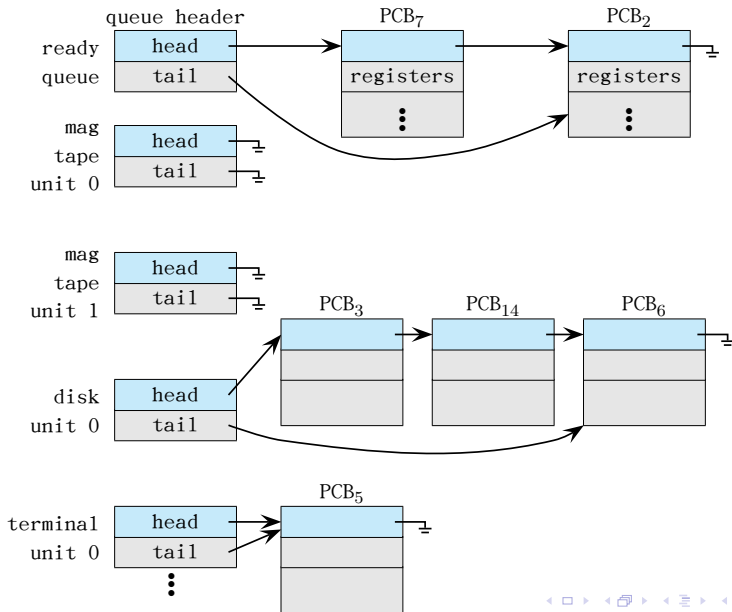 queue header
PCB7
PCB2
ready
queue
head
tail
registers
registers
mag
tape
unit 0
head
tail
mag
tape
unit 1
head
tail
PCB3
PCB14
PCB6
disk
unit 0
head
tail
PCB5
terminal
unit 0
head
tail